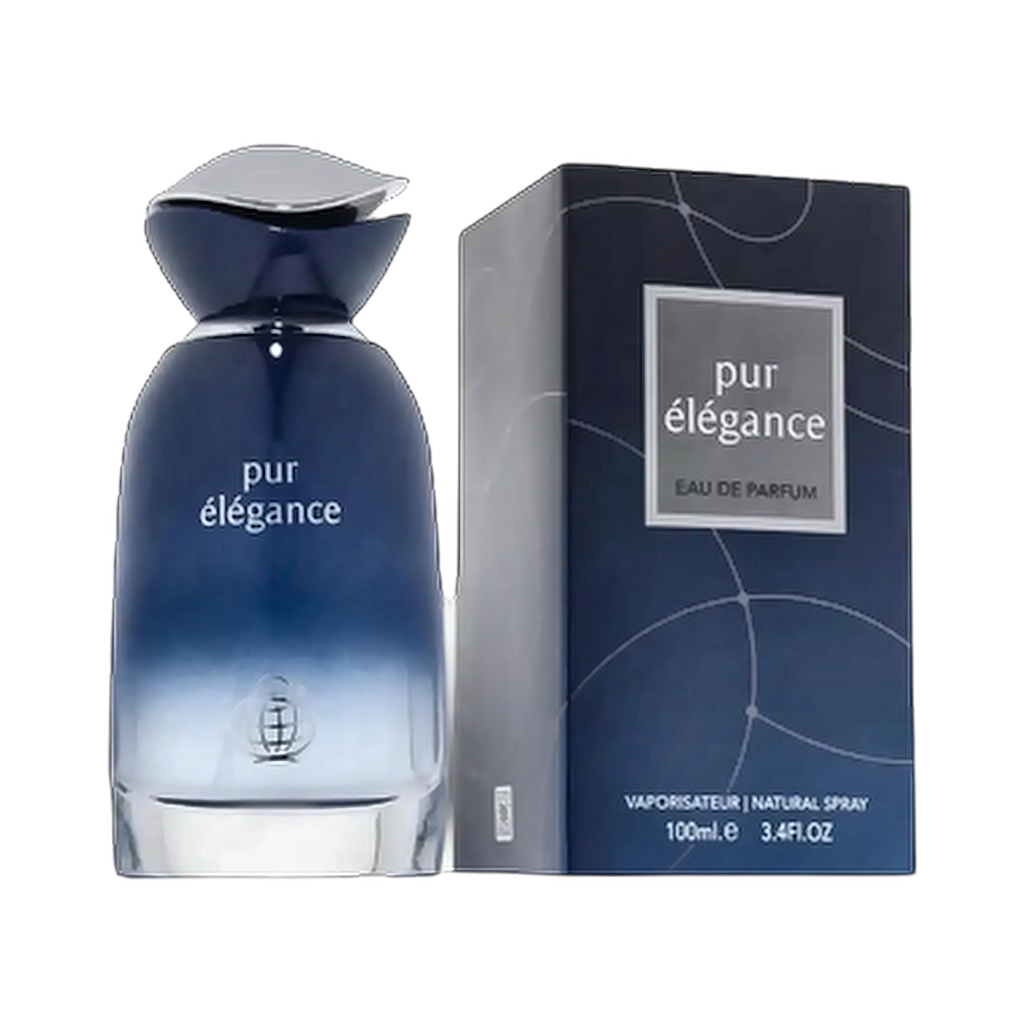 pur
élégance
pur
élégance
EAU DE PARFUM
VAPORISATEUR | NATURAL SPRAY
100ml.e 3.4Fl.OZ